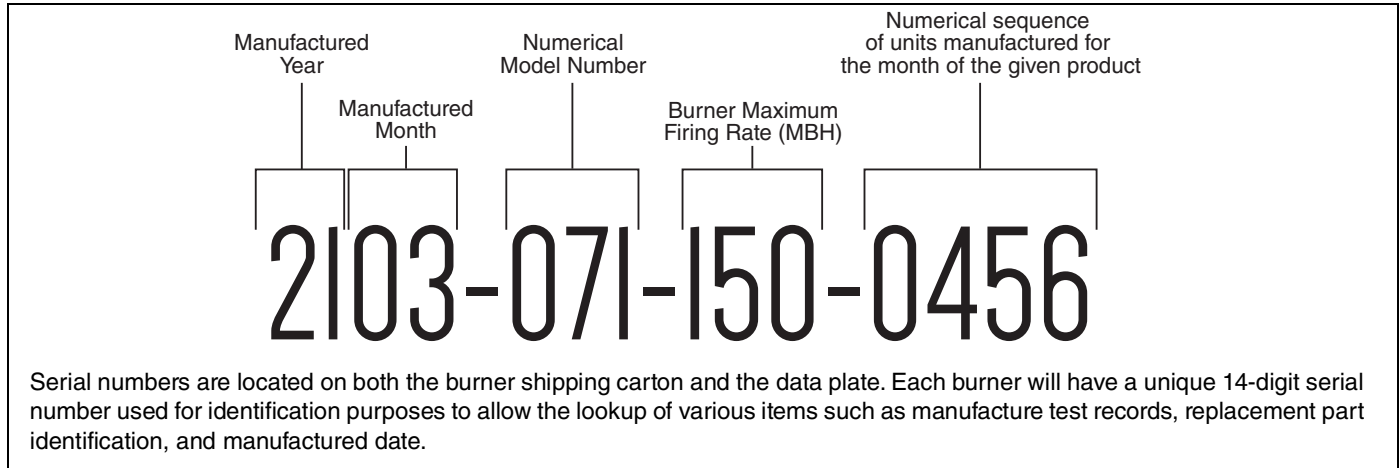 Manufactured
Year
Manufactured
Month
Numerical
Model Number
Burner Maximum
Firing Rate (MBH)
Numerical sequence
of units manufactured for
the month of the given product
2103-071-150-0456
Serial numbers are located on both the burner shipping carton and the data plate. Each burner will have a unique 14-digit serial
number used for identification purposes to allow the lookup of various items such as manufacture test records, replacement part
identification, and manufactured date.